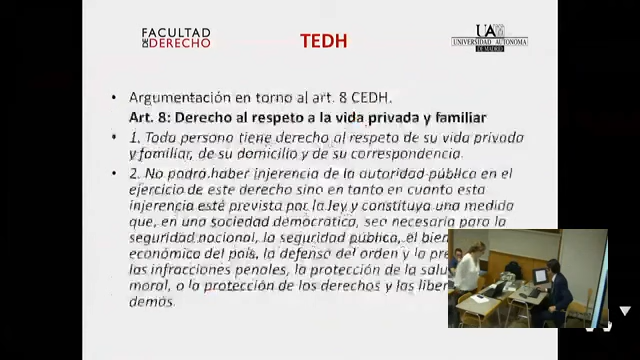 FACULTAD
DE DERECHO
TEDH
UA
UNIVERSIDAD AUTONOMA
DE MADRID
• Argumentación en torno al art. 8 CEDH.
Art. 8: Derecho al respeto a la vida privada y familiar
• 1. Toda persona tiene derecho al respeto de su vida privada
y familiar, de su domicilio y de su correspondencia.
• 2. No podrá haber injerencia de la autoridad pública en el
ejercicio de este derecho sino en tanto en cuanto esta
injerencia esté prevista por la ley y constituya una medida
que, en una sociedad democrática, sea necesaria para la
seguridad nacional, la seguridad pública, el bien
económico del país, la defensa del orden y la pre
las infracciones penales, la protección de la salu
moral, o la protección de los derechos y las liber
demás.